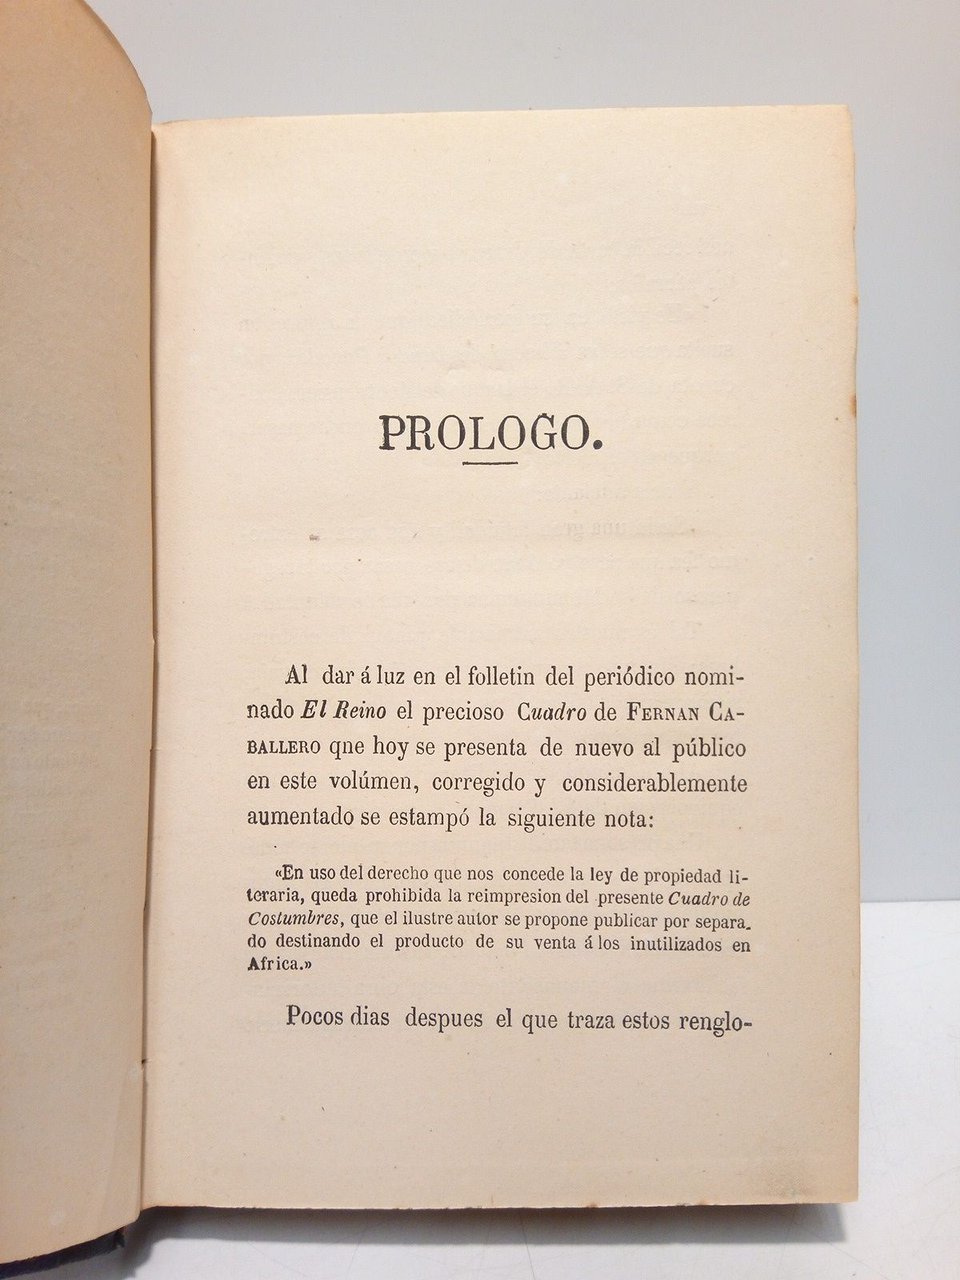 PROLOGO.
Al dar á luz en el folletin del periódico nomi-
nado El Reino el precioso Cuadro de FERNAN CA-
BALLERO qne hoy se presenta de nuevo al público
en este volúmen, corregido y considerablemente
aumentado se estampó la siguiente nota:
«En uso del derecho que nos concede la ley de propiedad li-
teraria, queda prohibida la reimpresion del presente Cuadro de
Costumbres, que el ilustre autor se propone publicar por separa.
do destinando el producto de su venta á los inutilizados en
Africa.»
Pocos dias despues el que traza estos renglo-